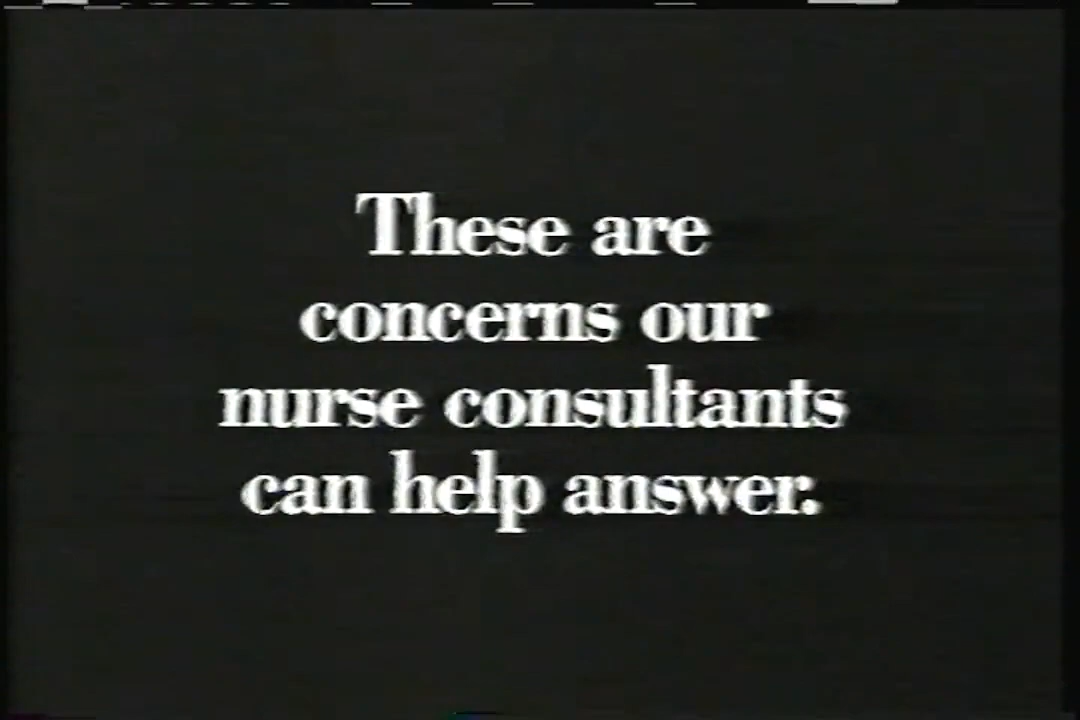 These are
concerns our
nurse consultants
can help answer.